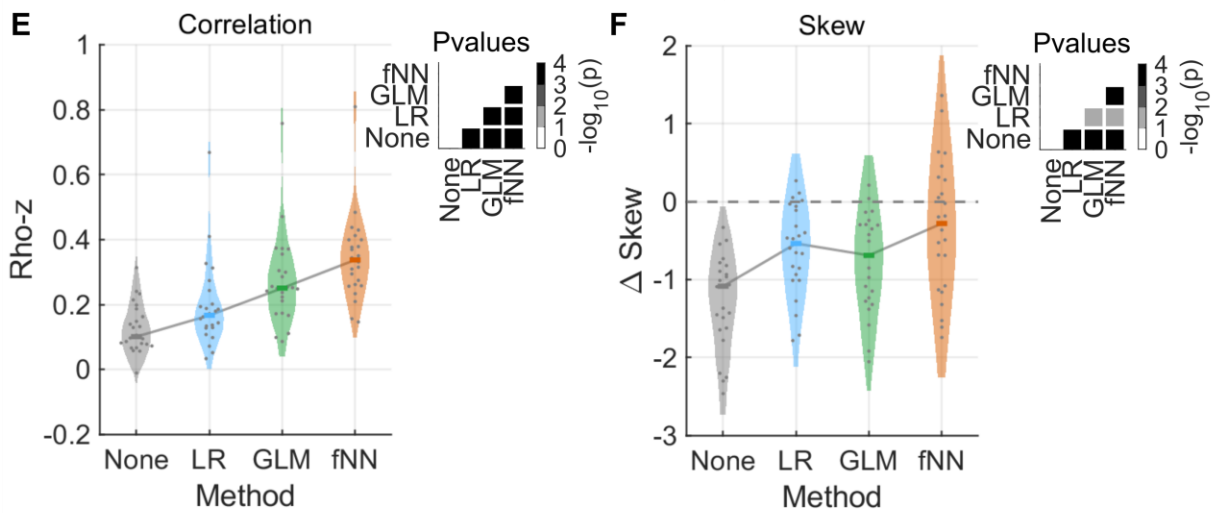 E
Correlation
1
0.8
0.6
0.4
0.2
0
-0.2
Rho-z
None LR GLM fNN
Method
Pvalues
fNN
GLM
LR
None
None
LR
GLM
fNN
4
3
2
1
0
-log10(p)
F
Skew
2
1
0
-1
-2
-3
Δ Skew
None LR GLM fNN
Method
Pvalues
fNN
GLM
LR
None
None
LR
GLM
fNN
4
3
2
1
0
-log10(p)